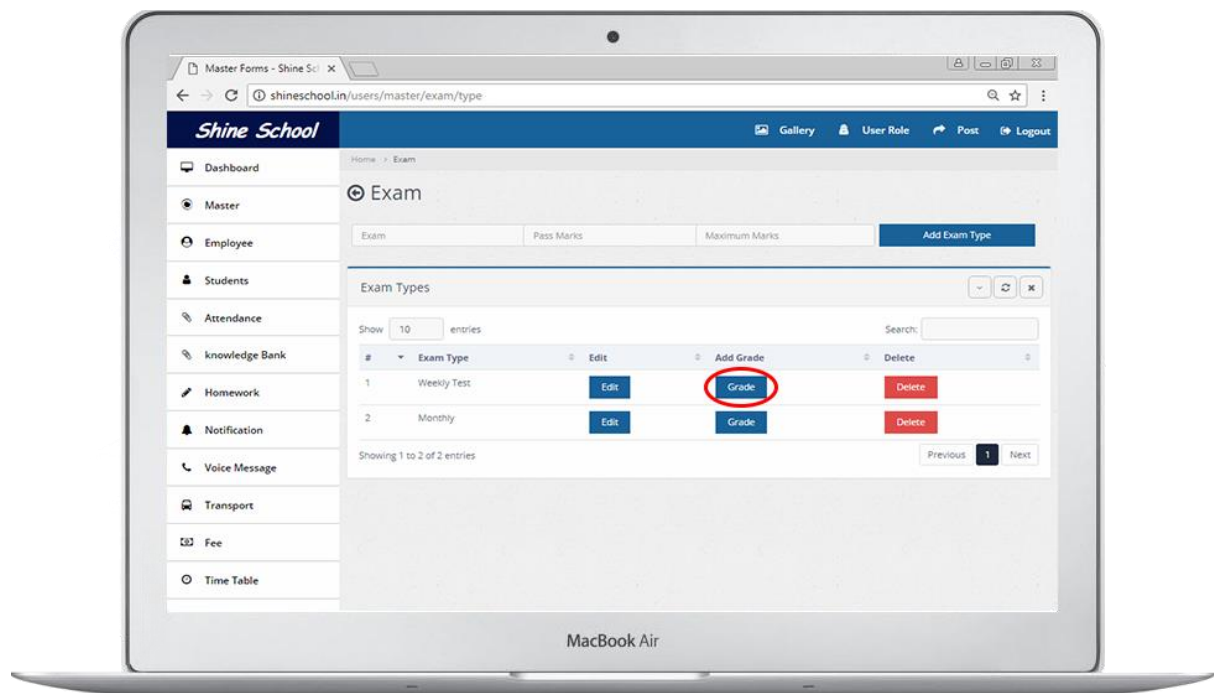 Master Forms - Shine Sc
shineschool.in/users/master/exam/type
Shine School
Gallery User Role Post Logout
Dashboard
Master
Employee
Students
Attendance
knowledge Bank
Homework
Notification
Voice Message
Transport
Fee
Time Table
Home > Exam
Exam
Exam Pass Marks Maximum Marks Add Exam Type
Exam Types
Show 10 entries Search:
# Exam Type Edit Add Grade Delete
1 Weekly Test Edit Grade Delete
2 Monthly Edit Grade Delete
Showing 1 to 2 of 2 entries Previous 1 Next
MacBook Air